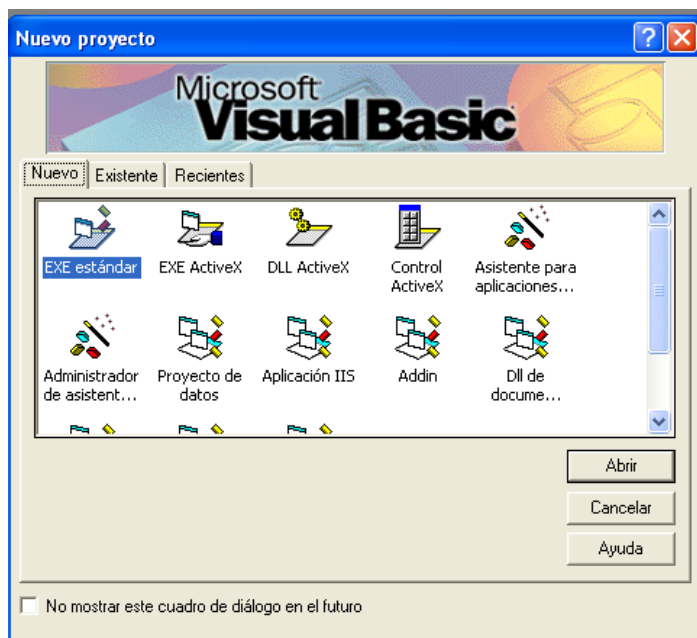 Nuevo proyecto
Microsoft
Visual Basic
Nuevo Existente Recientes
EXE estándar EXE ActiveX DLL ActiveX Control ActiveX Asistente para aplicaciones...
Administrador de asistent... Proyecto de datos Aplicación IIS Addin Dll de docume...
Abrir
Cancelar
Ayuda
No mostrar este cuadro de diálogo en el futuro